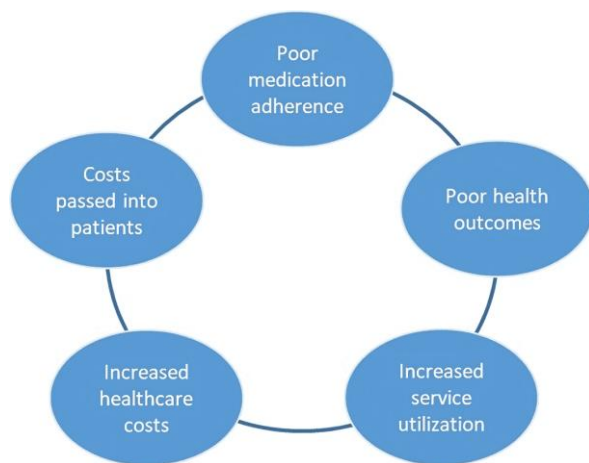 Poor
medication
adherence
Poor health
outcomes
Increased
service
utilization
Increased
healthcare
costs
Costs
passed into
patients